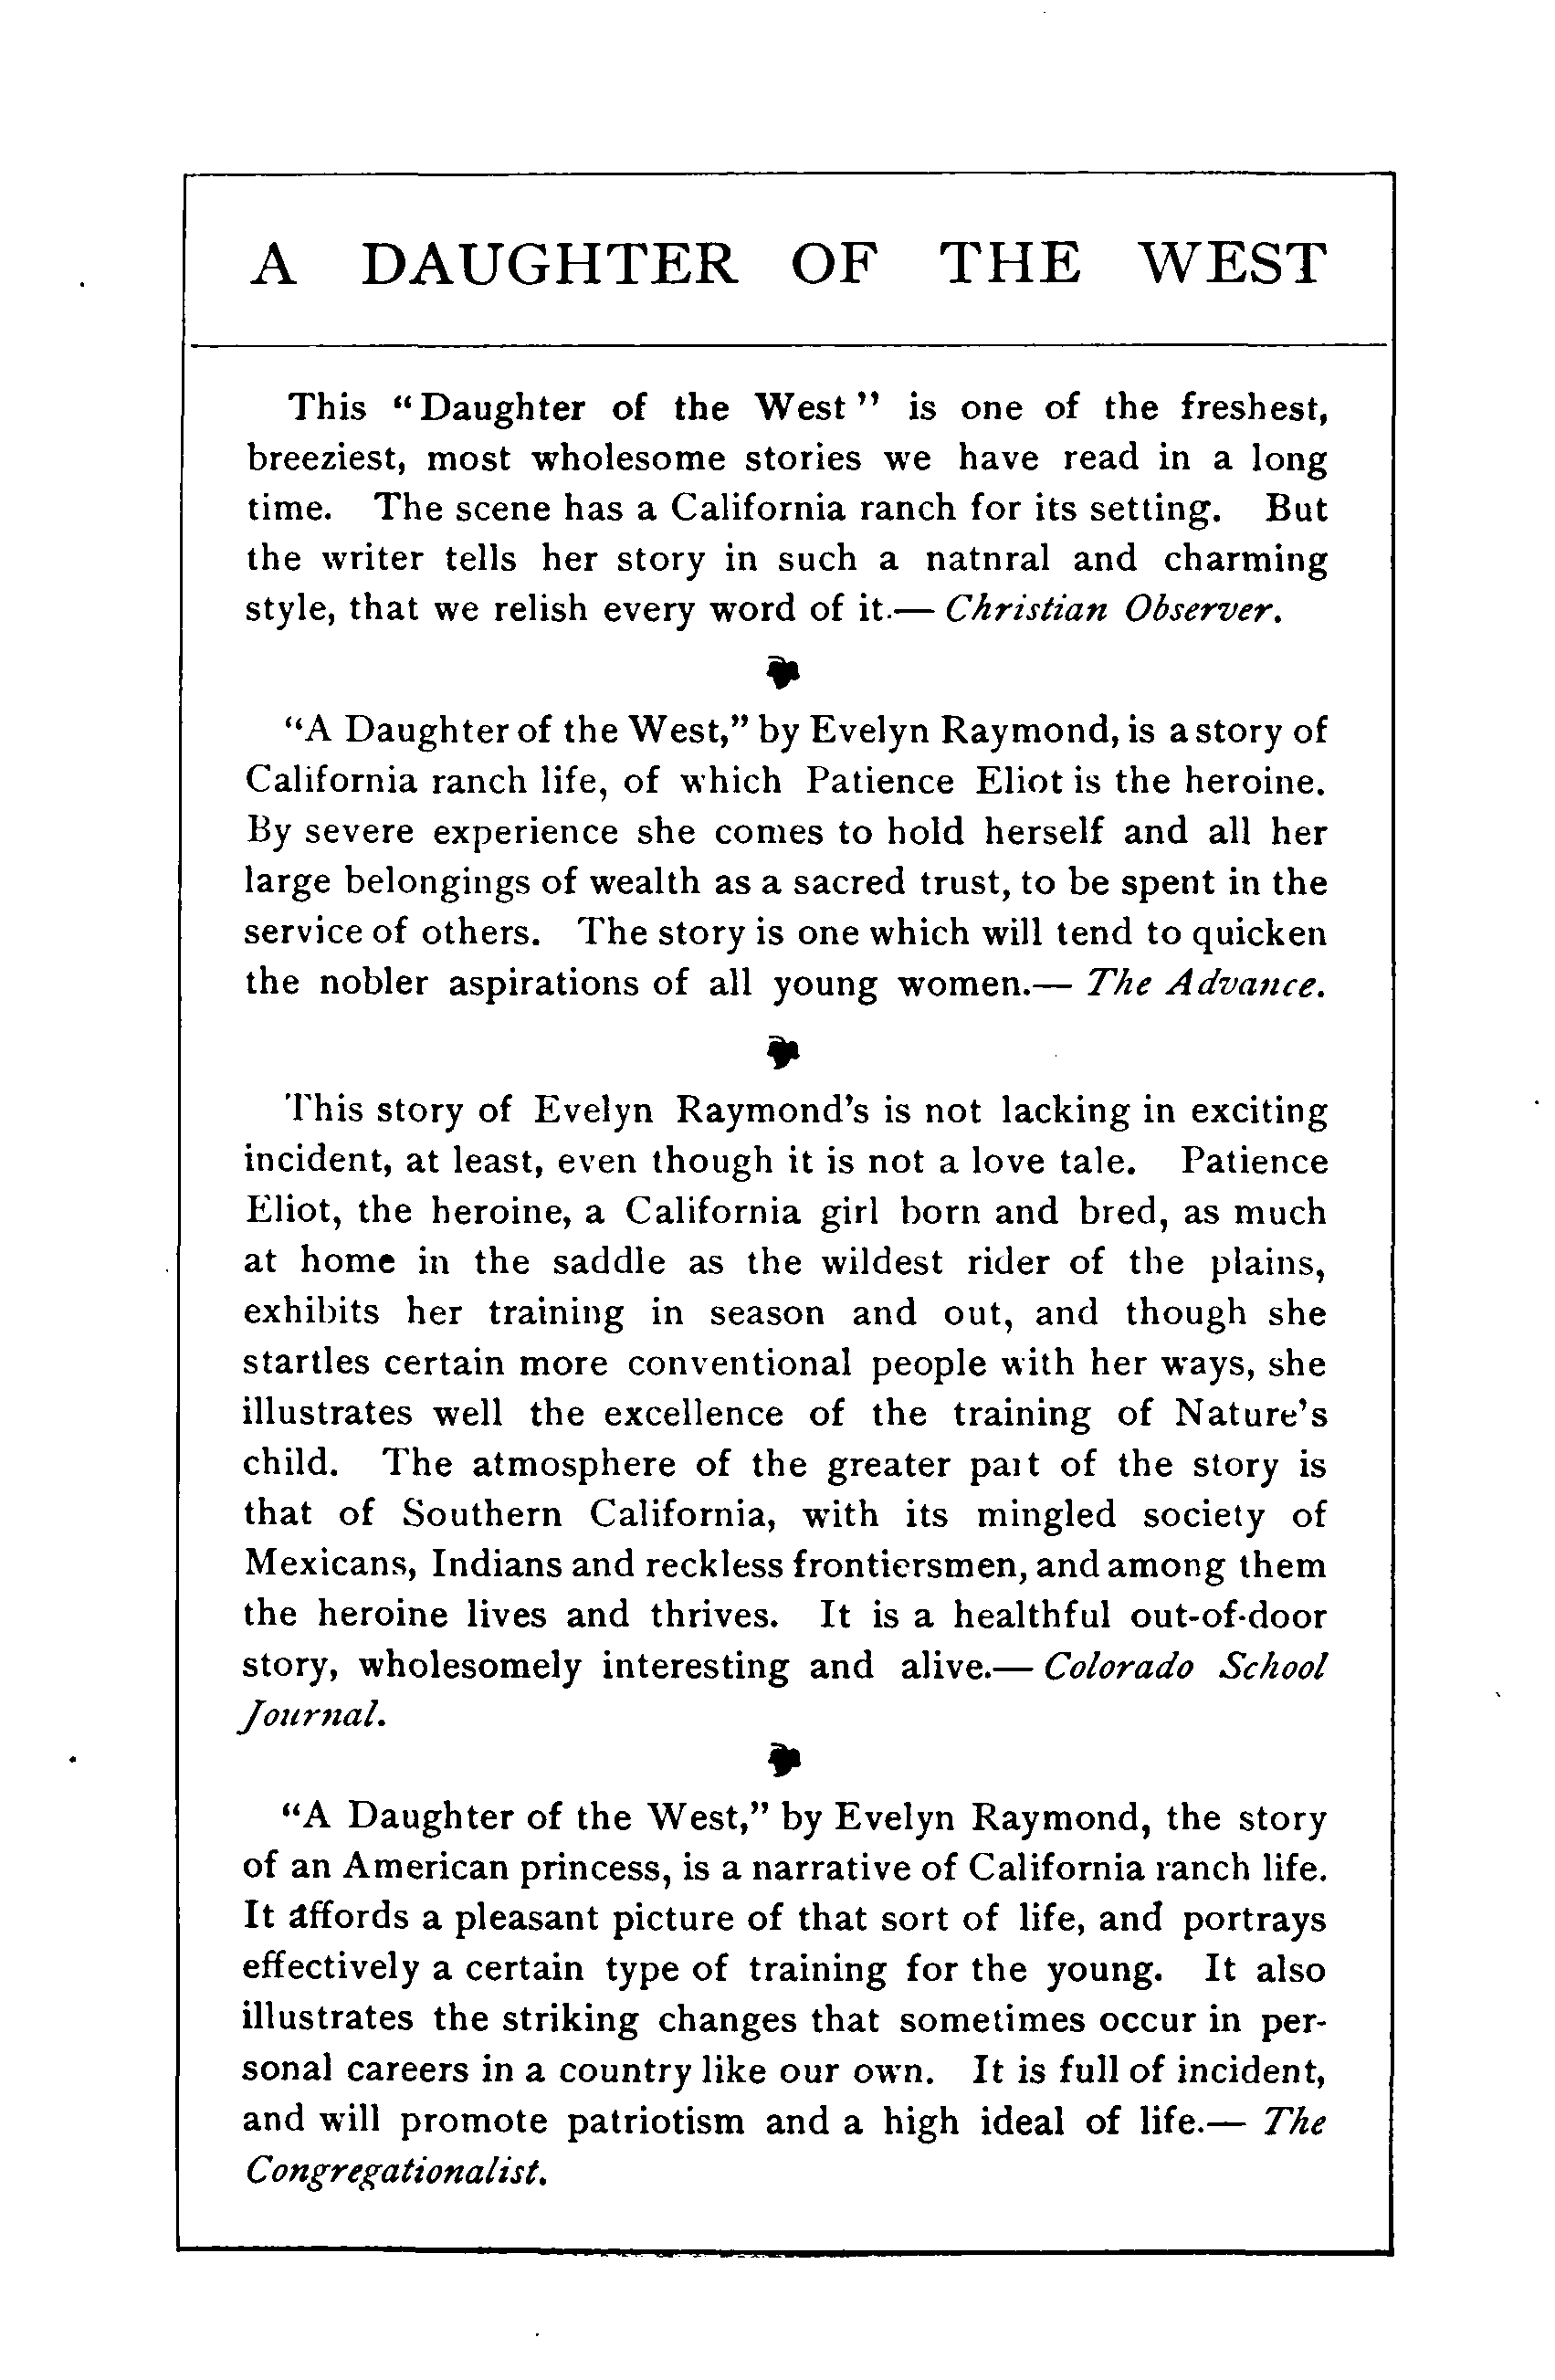 A DAUGHTER OF THE WEST
This “Daughter of the West” is one of the freshest,
breeziest, most wholesome stories we have read in a long
time. The scene has a California ranch for its setting. But
the writer tells her story in such a natnral and charming
style, that we relish every word of it.— Christian Observer.
“A Daughter of the West,” by Evelyn Raymond, is a story of
California ranch life, of which Patience Eliot is the heroine.
By severe experience she comes to hold herself and all her
large belongings of wealth as a sacred trust, to be spent in the
service of others. The story is one which will tend to quicken
the nobler aspirations of all young women.— The Advance.
This story of Evelyn Raymond’s is not lacking in exciting
incident, at least, even though it is not a love tale. Patience
Eliot, the heroine, a California girl born and bred, as much
at home in the saddle as the wildest rider of the plains,
exhibits her training in season and out, and though she
startles certain more conventional people with her ways, she
illustrates well the excellence of the training of Nature’s
child. The atmosphere of the greater part of the story is
that of Southern California, with its mingled society of
Mexicans, Indians and reckless frontiersmen, and among them
the heroine lives and thrives. It is a healthful out-of-door
story, wholesomely interesting and alive.— Colorado School
Journal.
“A Daughter of the West,” by Evelyn Raymond, the story
of an American princess, is a narrative of California ranch life.
It affords a pleasant picture of that sort of life, and portrays
effectively a certain type of training for the young. It also
illustrates the striking changes that sometimes occur in per-
sonal careers in a country like our own. It is full of incident,
and will promote patriotism and a high ideal of life.— The
Congregationalist.